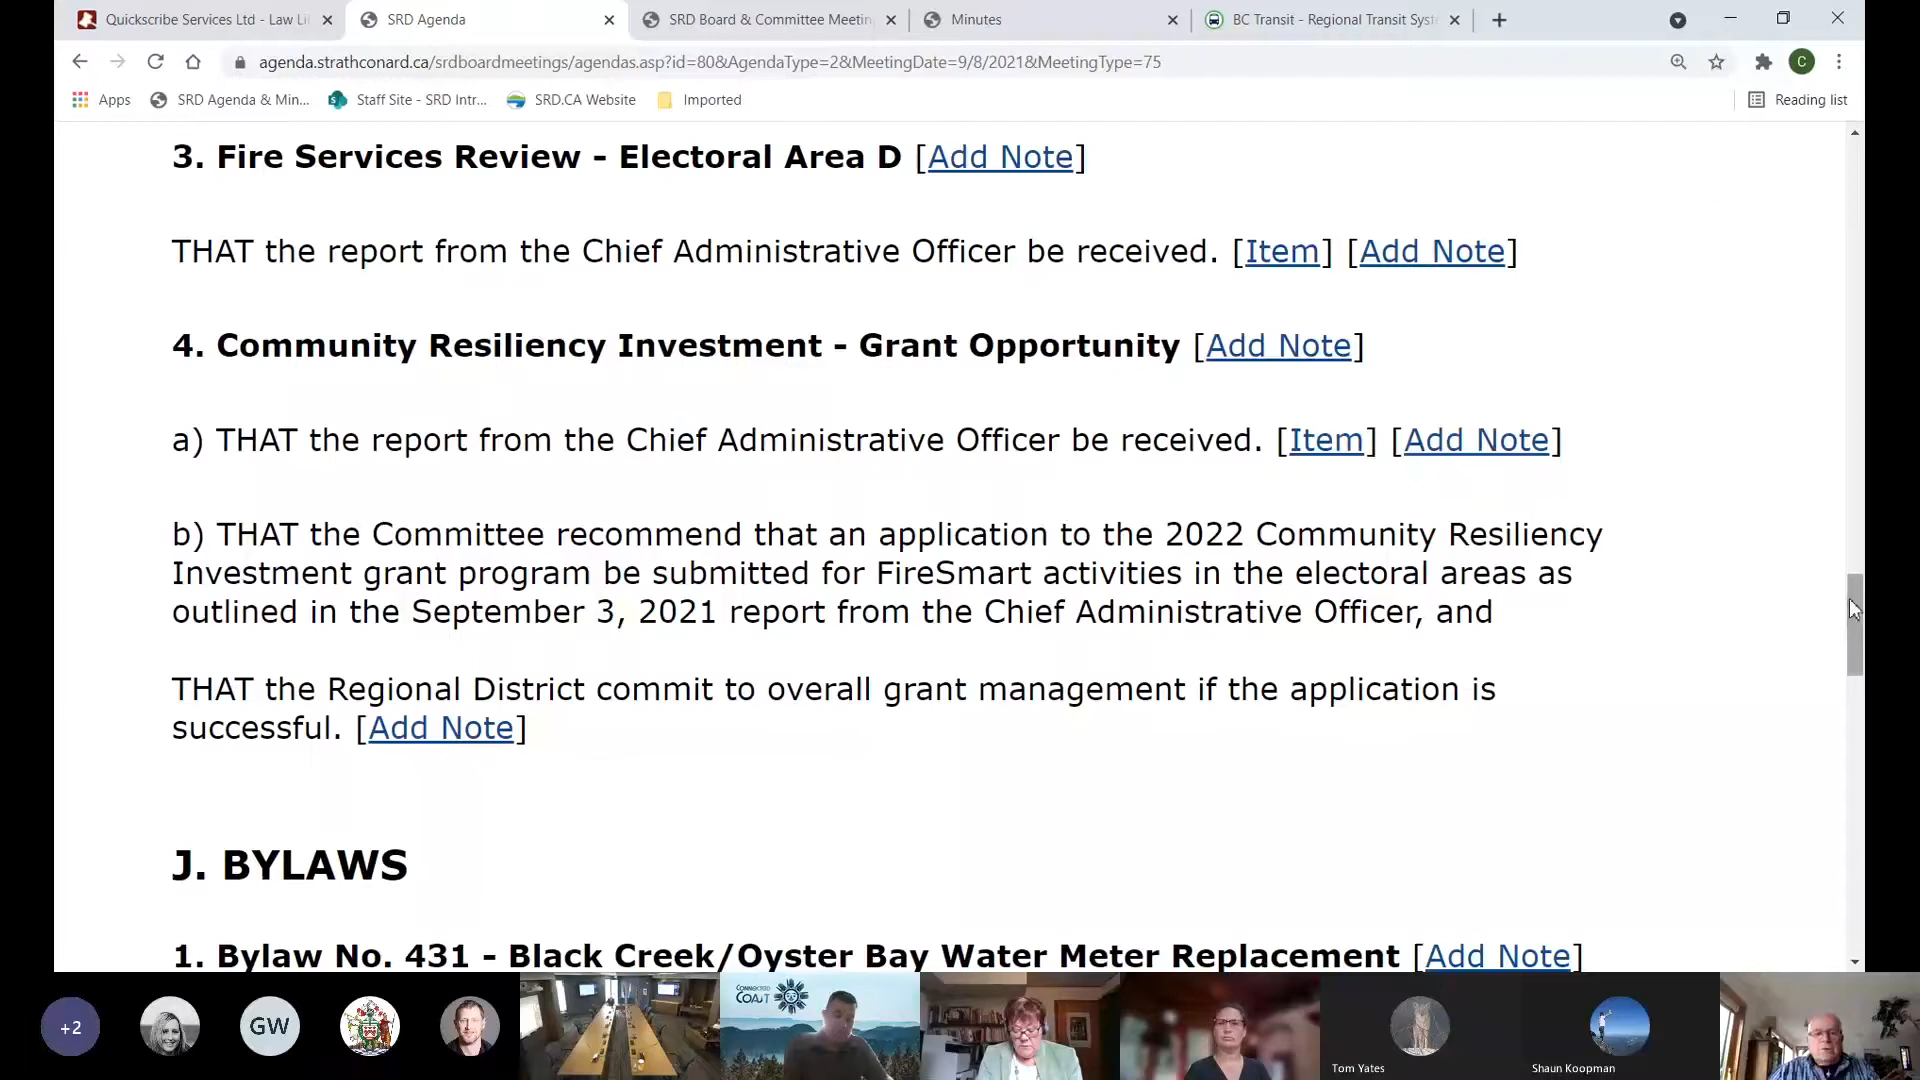 Quickscribe Services Ltd - Law Li
SRD Agenda
SRD Board & Committee Meetin
Minutes
BC Transit - Regional Transit Syst
agenda.strathconard.ca/srdboardmeetings/agendas.asp?id=80&AgendaType=2&MeetingDate=9/8/2021&MeetingType=75
C
Apps
SRD Agenda & Min...
Staff Site - SRD Intr...
SRD.CA Website
Imported
Reading list
3. Fire Services Review - Electoral Area D [Add Note]
THAT the report from the Chief Administrative Officer be received. [Item] [Add Note]
4. Community Resiliency Investment - Grant Opportunity [Add Note]
a) THAT the report from the Chief Administrative Officer be received. [Item] [Add Note]
b) THAT the Committee recommend that an application to the 2022 Community Resiliency
Investment grant program be submitted for FireSmart activities in the electoral areas as
outlined in the September 3, 2021 report from the Chief Administrative Officer, and
THAT the Regional District commit to overall grant management if the application is
successful. [Add Note]
J. BYLAWS
1. Bylaw No. 431 - Black Creek/Oyster Bay Water Meter Replacement [Add Note]
+2
GW
CONNECTED
COAST
Tom Yates
Shaun Koopman